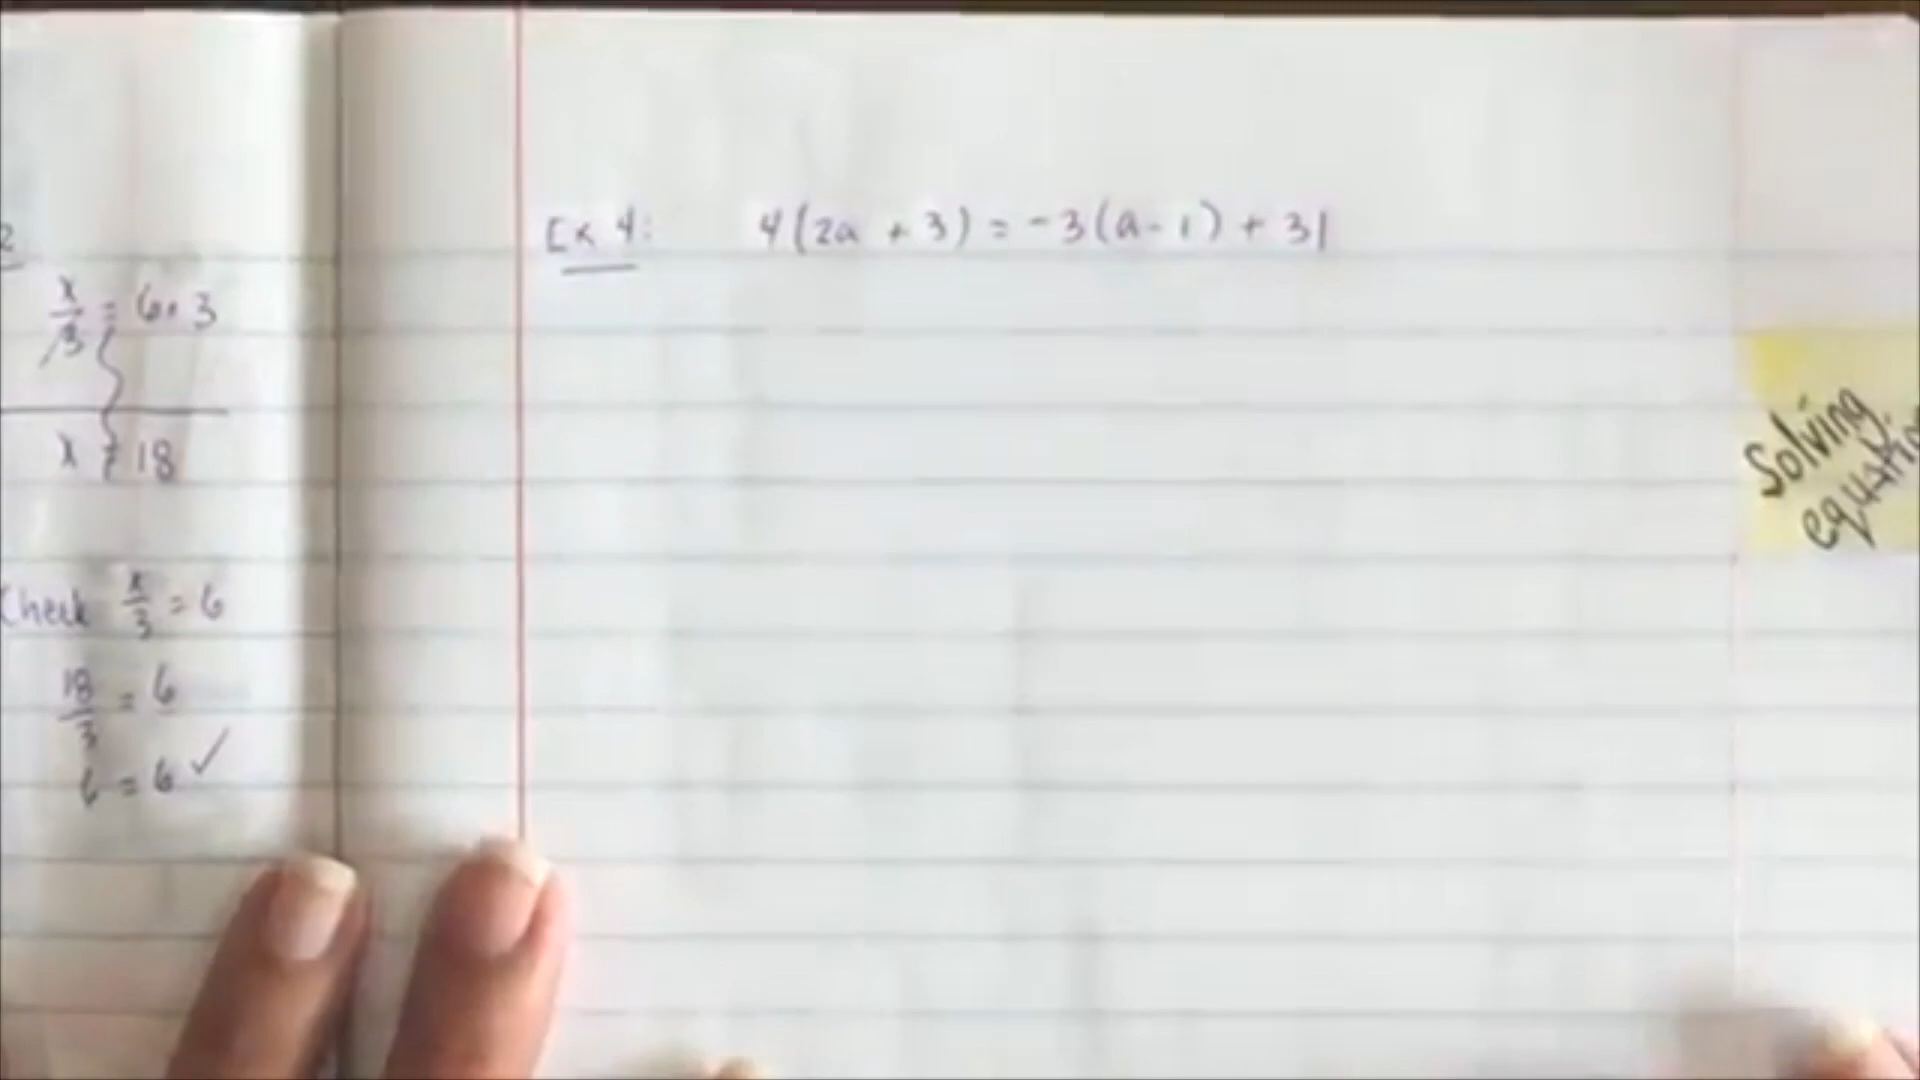 2
x/3 = 6 · 3
x = 18
Check x/3 = 6
18/3 = 6
6 = 6 ✓
Ex 4: 4(2a + 3) = -3(a - 1) + 31
Solving